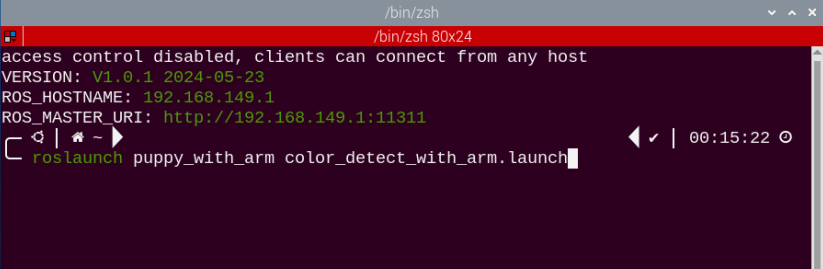 /bin/zsh
/bin/zsh 80x24
access control disabled, clients can connect from any host
VERSION: V1.0.1 2024-05-23
ROS_HOSTNAME: 192.168.149.1
ROS_MASTER_URI: http://192.168.149.1:11311
~ ✔ 00:15:22
roslaunch puppy_with_arm color_detect_with_arm.launch